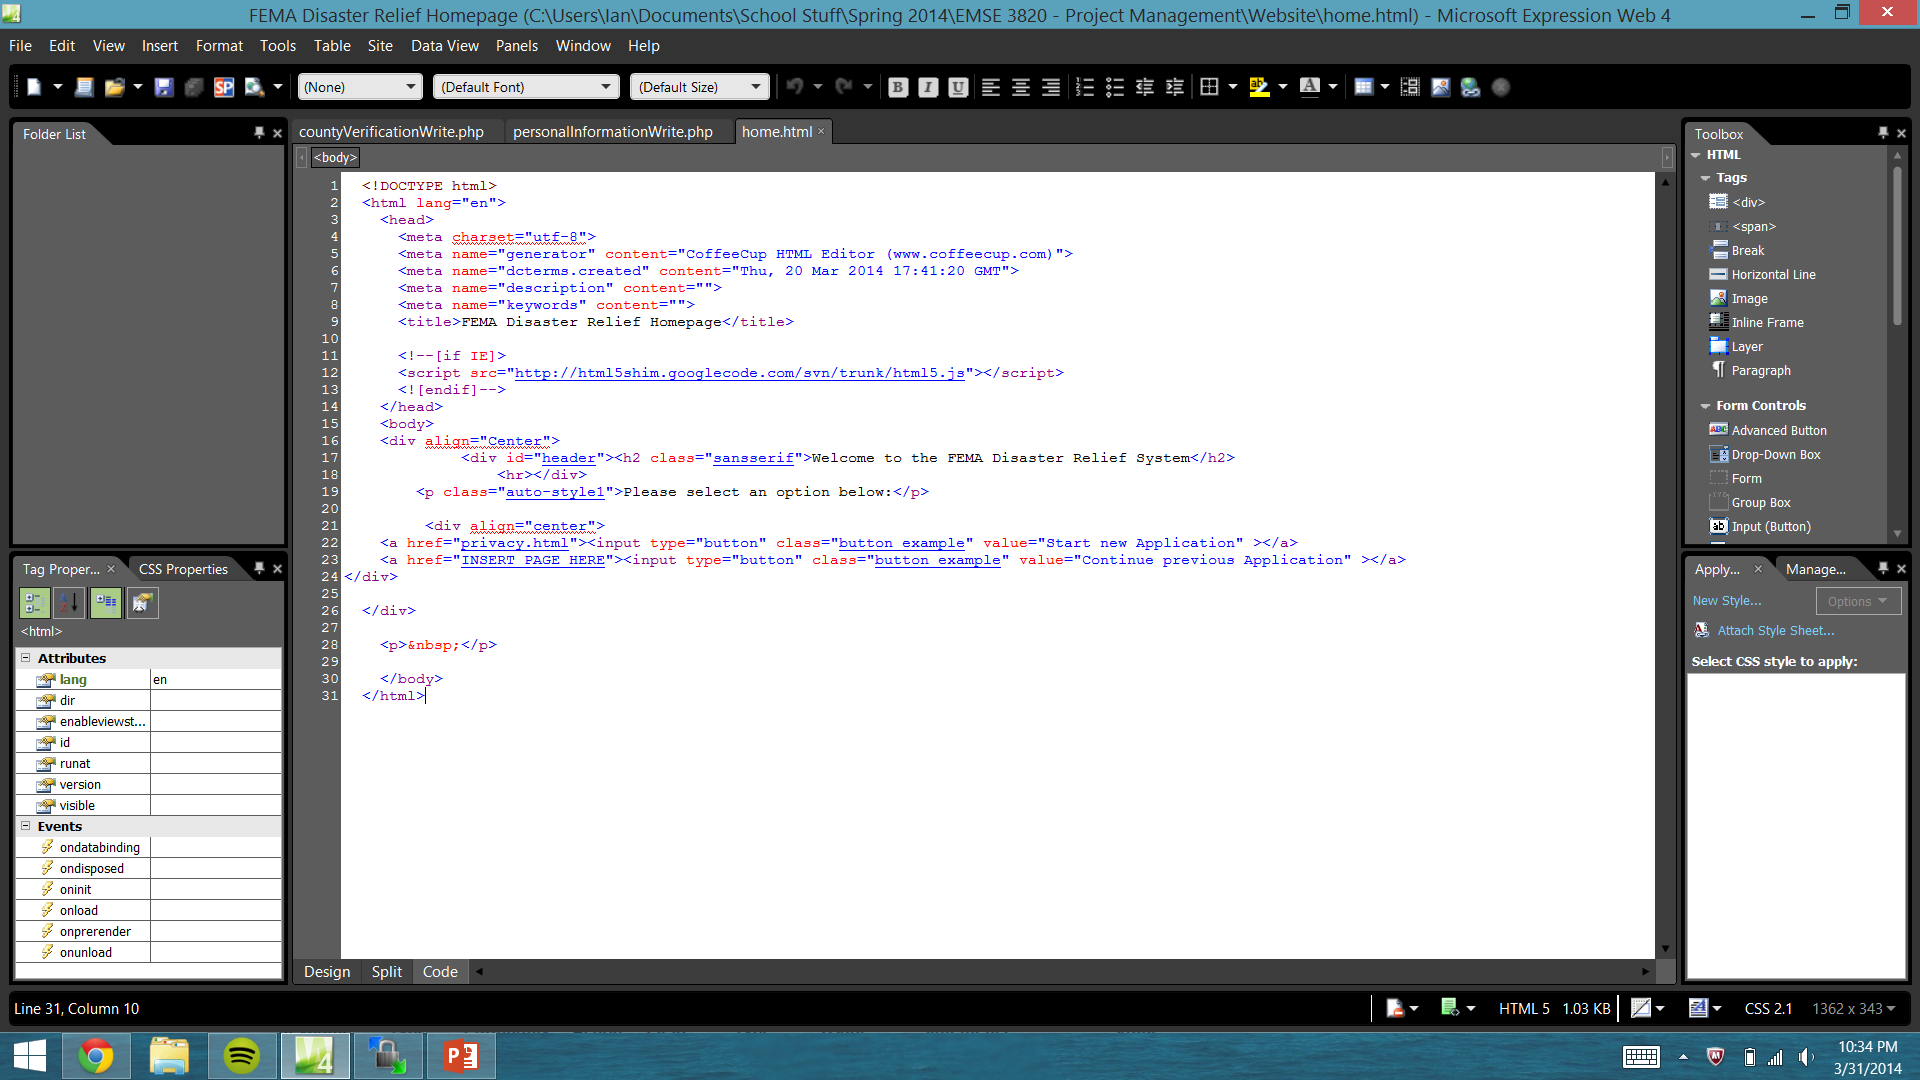 FEMA Disaster Relief Homepage (C:\Users\Ian\Documents\School Stuff\Spring 2014\EMSE 3820 - Project Management\Website\home.html) - Microsoft Expression Web 4
File Edit View Insert Format Tools Table Site Data View Panels Window Help
(None) (Default Font) (Default Size)
Folder List
countyVerificationWrite.php personalInformationWrite.php home.html
<body>
1 <!DOCTYPE html>
2 <html lang="en">
3 <head>
4 <meta charset="utf-8">
5 <meta name="generator" content="CoffeeCup HTML Editor (www.coffeecup.com)">
6 <meta name="dcterms.created" content="Thu, 20 Mar 2014 17:41:20 GMT">
7 <meta name="description" content="">
8 <meta name="keywords" content="">
9 <title>FEMA Disaster Relief Homepage</title>
10
11 <!--[if IE]>
12 <script src="http://html5shim.googlecode.com/svn/trunk/html5.js"></script>
13 <![endif]-->
14 </head>
15 <body>
16 <div align="Center">
17 <div id="header"><h2 class="sansserif">Welcome to the FEMA Disaster Relief System</h2>
18 <hr></div>
19 <p class="auto-style1">Please select an option below:</p>
20
21 <div align="center">
22 <a href="privacy.html"><input type="button" class="button example" value="Start new Application" ></a>
23 <a href="INSERT PAGE HERE"><input type="button" class="button example" value="Continue previous Application" ></a>
24 </div>
25
26 </div>
27
28 <p>&nbsp;</p>
29
30 </body>
31 </html>
Design Split Code
Toolbox
HTML
Tags
<div>
<span>
Break
Horizontal Line
Image
Inline Frame
Layer
Paragraph
Form Controls
Advanced Button
Drop-Down Box
Form
Group Box
Input (Button)
Tag Proper... CSS Properties
<html>
Attributes
lang en
dir
enableviewst...
id
runat
version
visible
Events
ondatabinding
ondisposed
oninit
onload
onprerender
onunload
Apply... Manage...
New Style... Options
Attach Style Sheet...
Select CSS style to apply:
Line 31, Column 10
HTML 5 1.03 KB CSS 2.1 1362 x 343
10:34 PM
3/31/2014